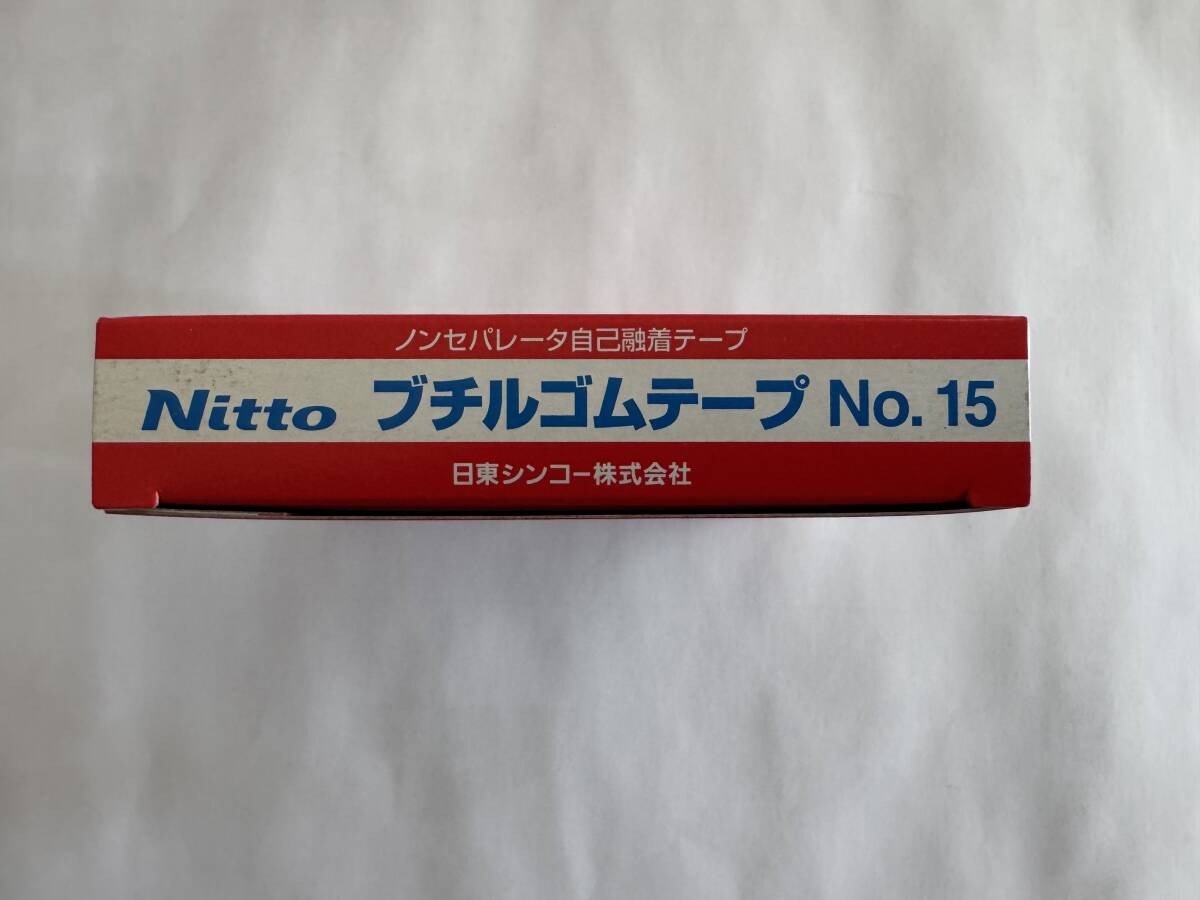 ノンセパレータ自己融着テープ
Nitto ブチルゴムテープ No. 15
日東シンコー株式会社